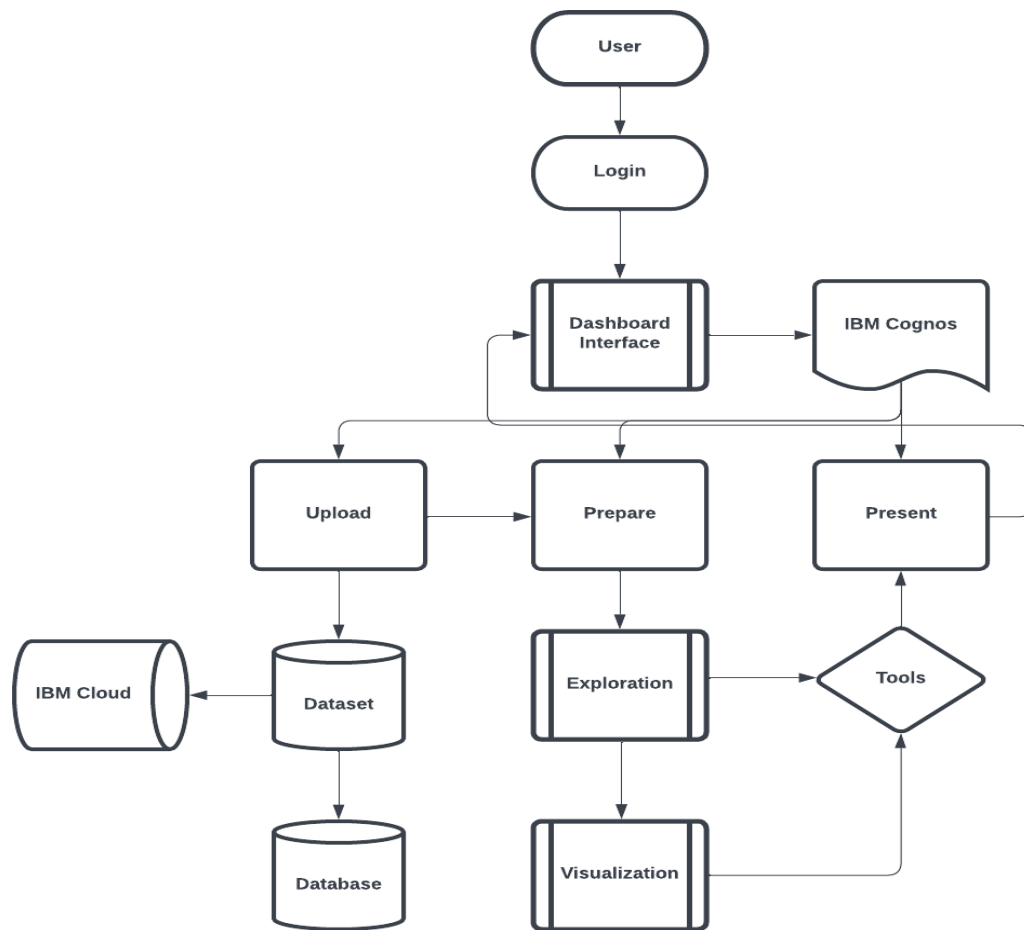 User
Login
Dashboard
Interface
IBM Cognos
Upload
Prepare
Present
IBM Cloud
Dataset
Exploration
Tools
Database
Visualization